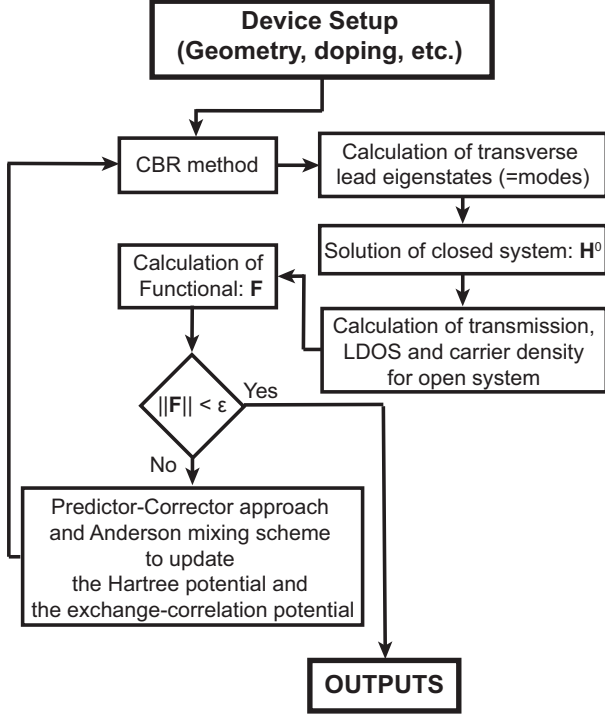 Device Setup
(Geometry, doping, etc.)
CBR method
Calculation of transverse
lead eigenstates (=modes)
Solution of closed system: H⁰
Calculation of transmission,
LDOS and carrier density
for open system
Calculation of
Functional: F
||F|| < ε
Yes
No
Predictor-Corrector approach
and Anderson mixing scheme
to update
the Hartree potential and
the exchange-correlation potential
OUTPUTS